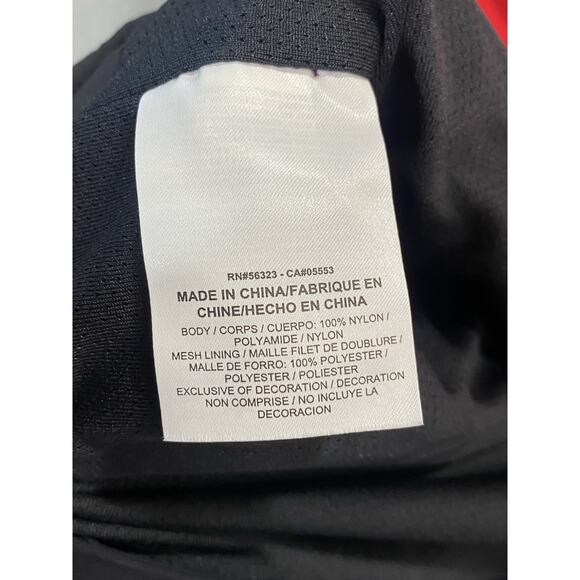 RN#56323 - CA#05553
MADE IN CHINA/FABRIQUE EN
CHINE/HECHO EN CHINA
BODY / CORPS / CUERPO: 100% NYLON /
POLYAMIDE / NYLON
MESH LINING / MAILLE FILET DE DOUBLURE /
MALLE DE FORRO: 100% POLYESTER /
POLYESTER / POLIESTER
EXCLUSIVE OF DECORATION / DECORATION
NON COMPRISE / NO INCLUYE LA
DECORACION